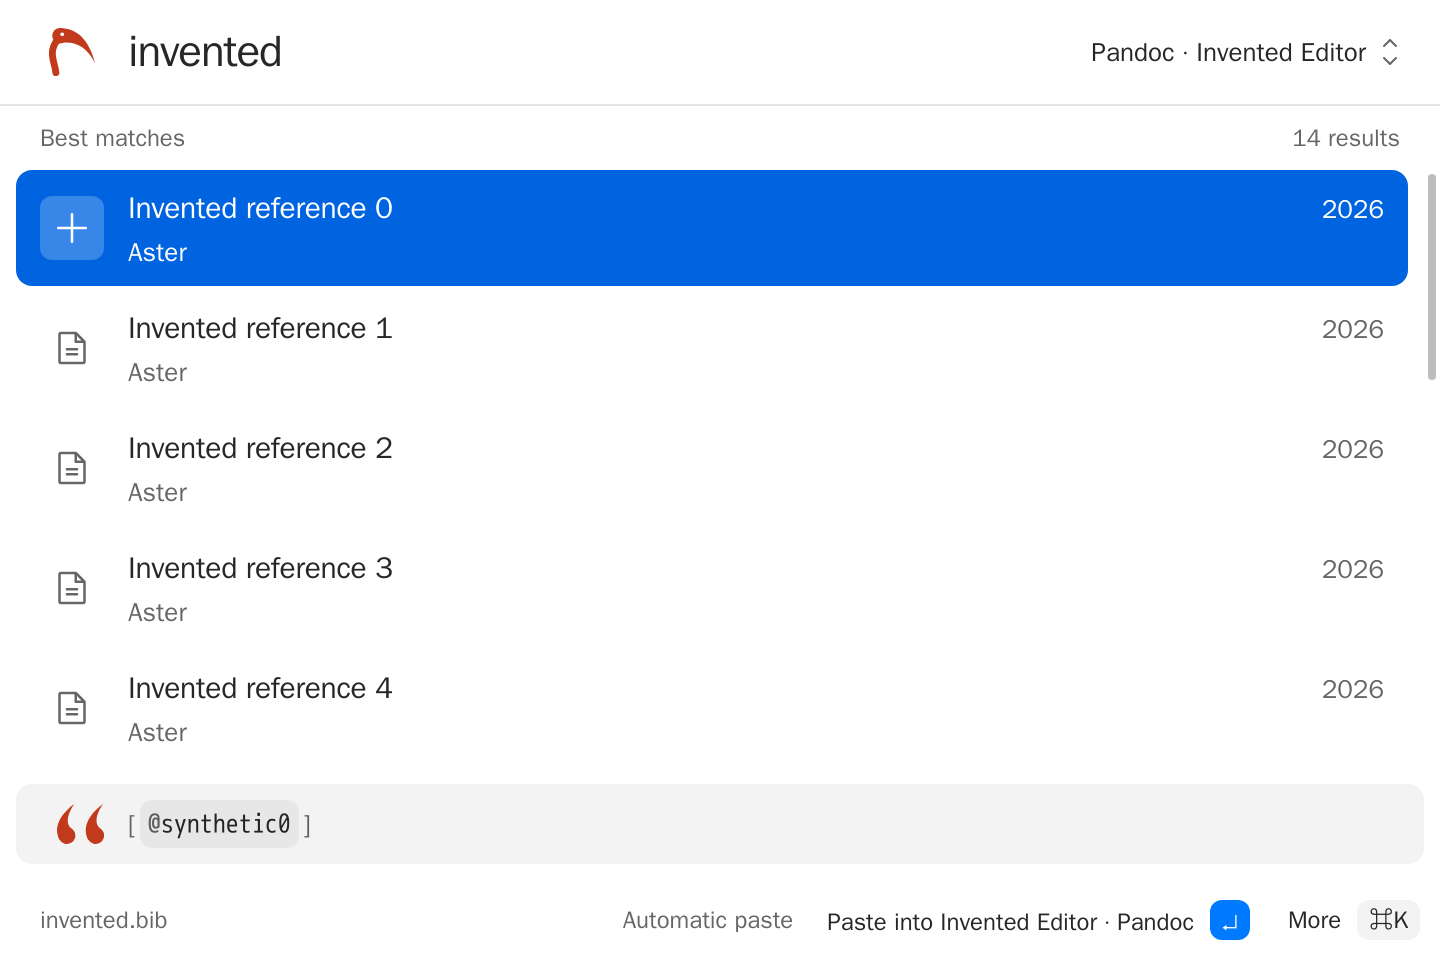 invented
Pandoc · Invented Editor
Best matches
14 results
Invented reference 0
2026
Aster
Invented reference 1
2026
Aster
Invented reference 2
2026
Aster
Invented reference 3
2026
Aster
Invented reference 4
2026
Aster
[@synthetic0]
invented.bib
Automatic paste
Paste into Invented Editor · Pandoc
More
⌘K